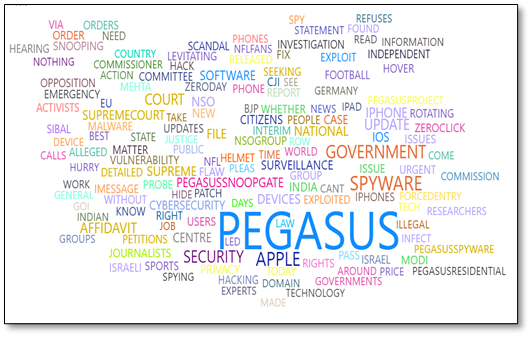 SPY REFUSES
VIA ORDERS STATEMENT FOUND
ORDER NEED PHONES INVESTIGATION READ INFORMATION
HEARING SNOOPING SCANDAL NFLFANS FIX INDEPENDENT
NOTHING COUNTRY LEVITATING RELEASED EXPLOIT
COMMISSIONER HACK SEEKING HOVER
OPPOSITION ACTION COMMITTEE SOFTWARE CJI SEE FOOTBALL
EMERGENCY MEHTA ZERODAY PHONE REPORT GERMANY
ACTIVISTS EU COURT NSO BJP WHETHER NEWS IPAD PEGASUSPROJECT
SUPREMECOURT TAKE NEW CITIZENS PEOPLE CASE IPHONE ROTATING
SIBAL MALWARE UPDATES FILE INTERIM NATIONAL UPDATE ZEROCLICK
DEVICE BEST STATE JUSTICE NSOGROUP ROW IOS ISSUES
CALLS ALLEGED MATTER PUBLIC HELMET TIME WORLD GOVERNMENT COME
HURRY VULNERABILITY NFL PLEAS SURVEILLANCE ISSUE URGENT
DETAILED SUPREME FLAW GROUP COMMISSION
WORK IMESSAGE PROBE PEGASUSSNOOPGATE INDIA CANT SPYWARE
GENERAL WITHOUT HIDE PATCH DEVICES EXPLOITED IPHONES FORCEDENTRY
GOI CYBERSECURITY DAYS TECH
INDIAN KNOW RIGHT USERS PEGASUS LAW ILLEGAL RESEARCHERS
AFFIDAVIT JOB
GROUPS PETITIONS CENTRE LED INFECT
JOURNALISTS SECURITY APPLE PASS ISRAEL PEGASUSSPYWARE
ISRAELI SPORTS PRIVACY TODAY RIGHTS MODI
SPYING HACKING AROUND PRICE PEGASUSRESIDENTIAL
EXPERTS DOMAIN GOVERNMENTS
TECHNOLOGY
MADE